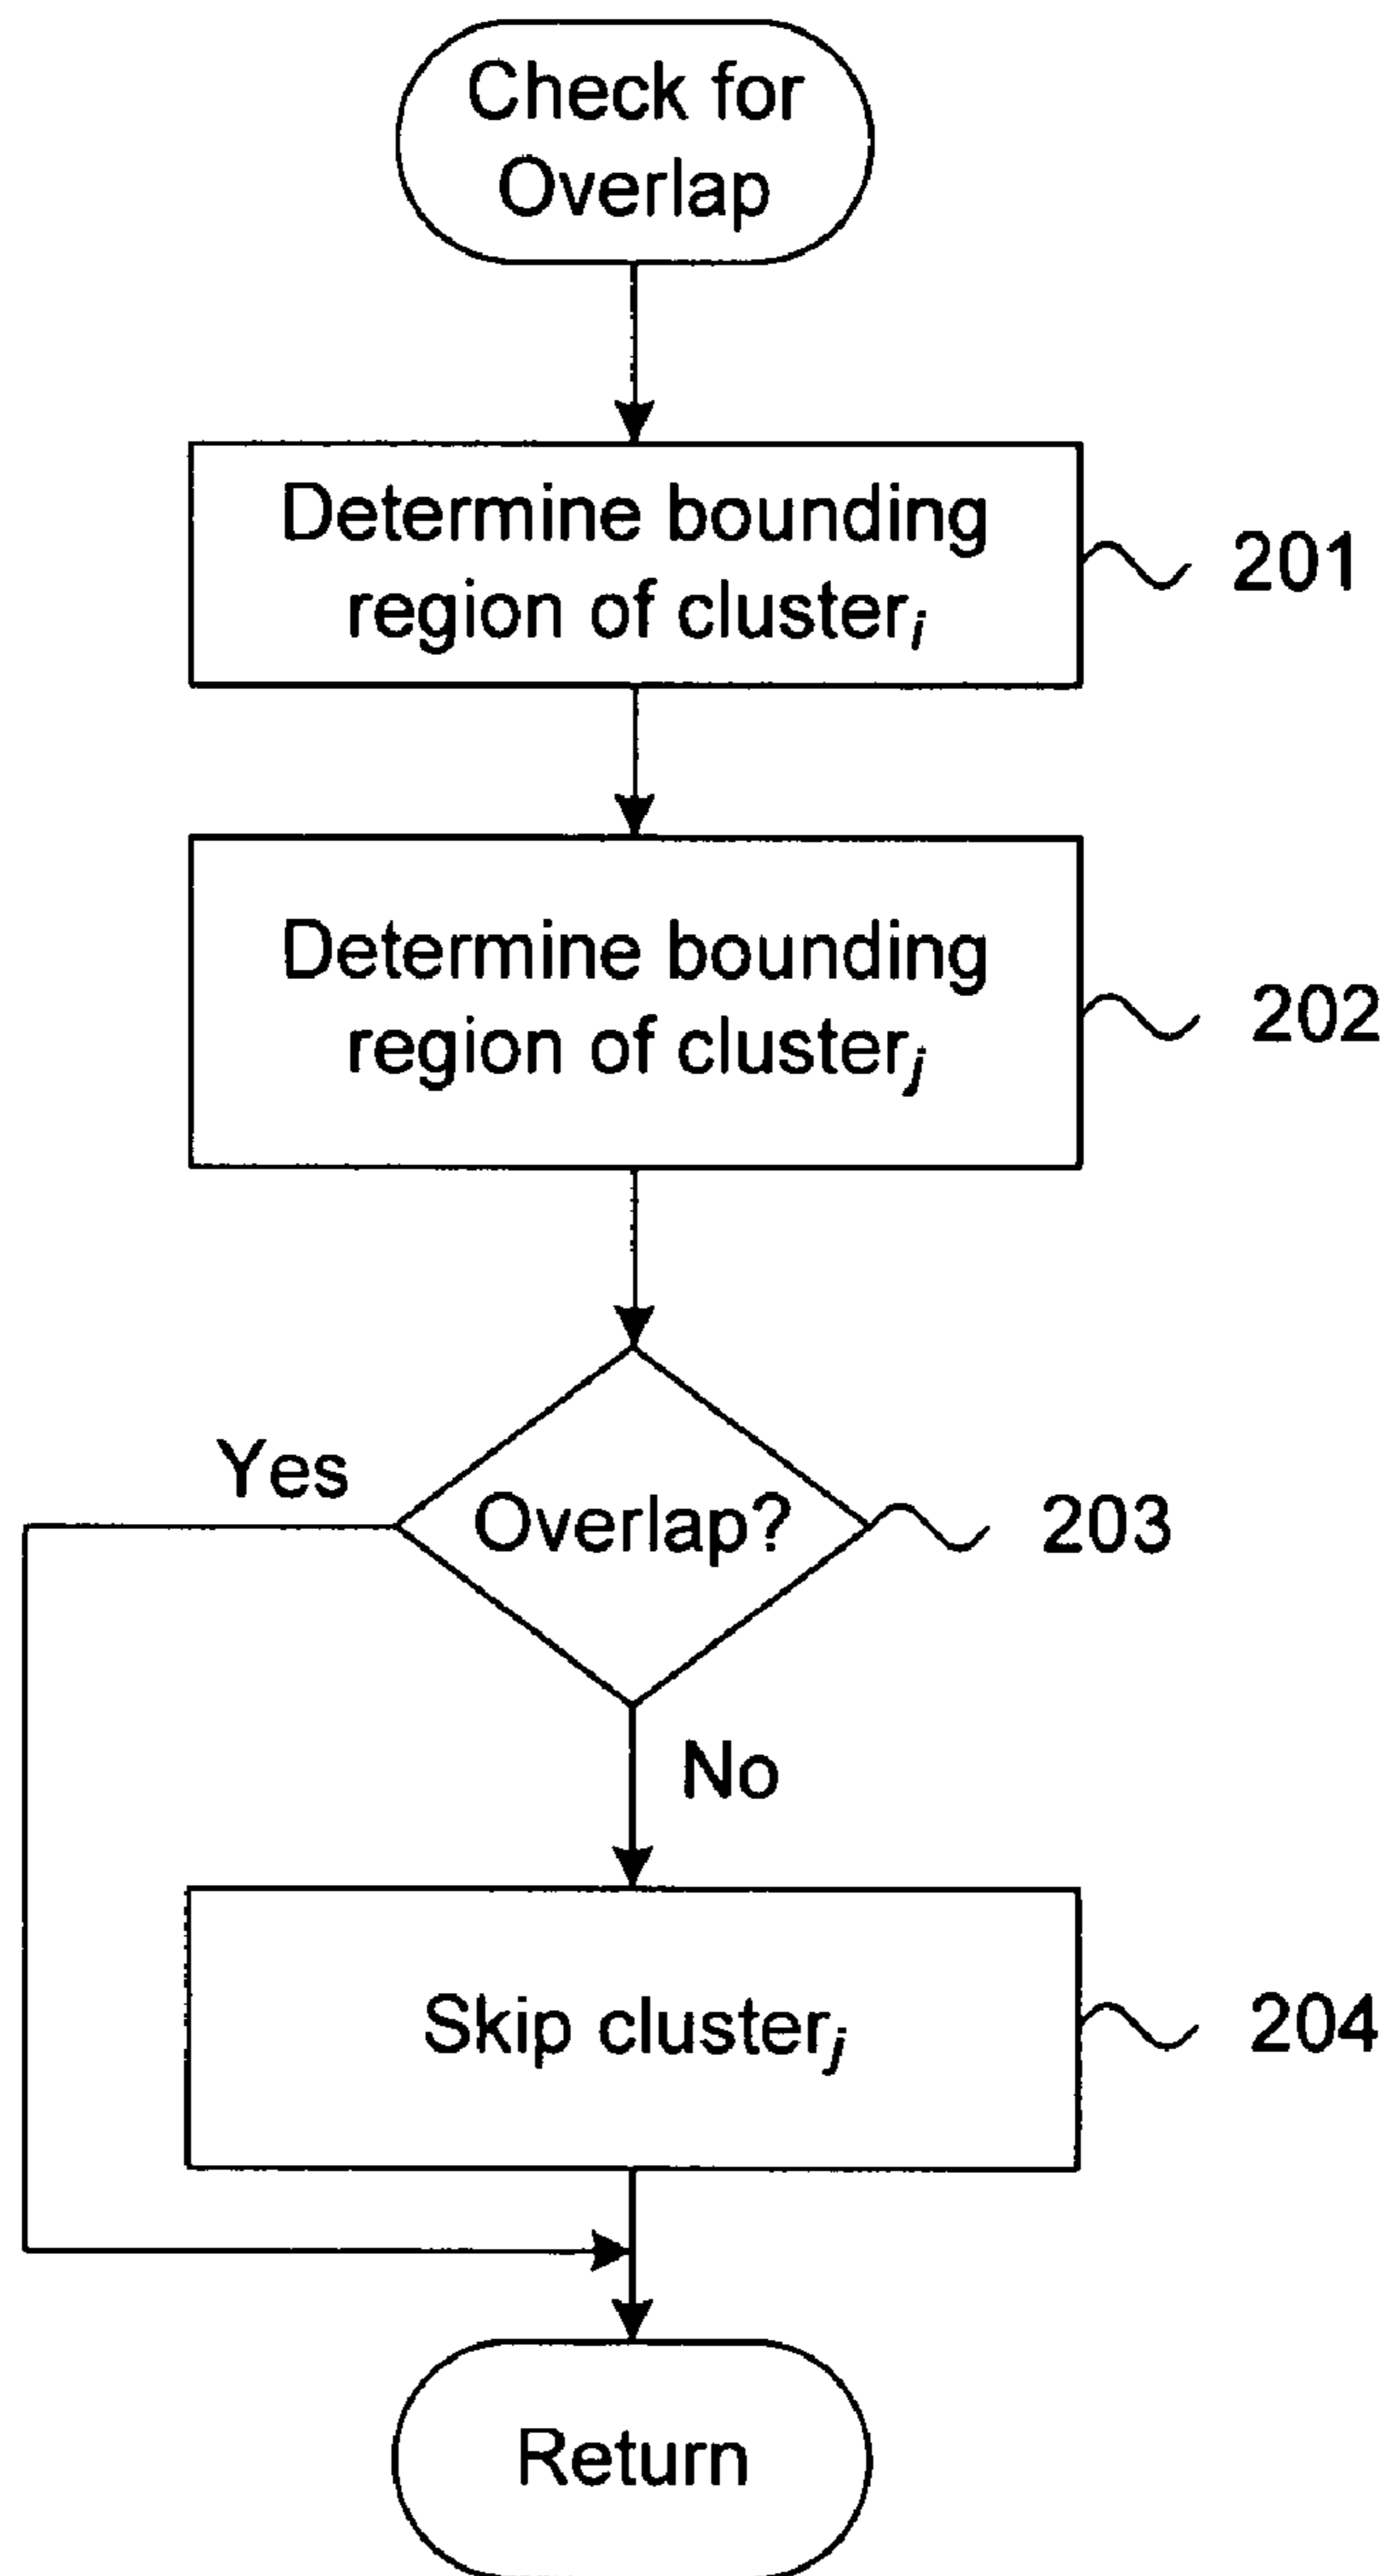 Check for
Overlap
Determine bounding
region of clusterᵢ
201
Determine bounding
region of clusterⱼ
202
Yes
Overlap?
203
No
Skip clusterⱼ
204
Return